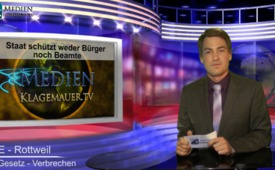 MEDIEN
Staat schützt weder Bürger
noch Beamte
MEDIEN
KLAGEMAUER.TV
E - Rottweil
Gesetz - Verbrechen